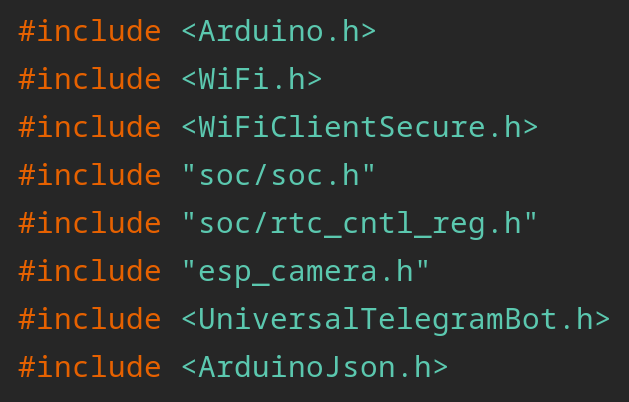 #include <Arduino.h>
#include <WiFi.h>
#include <WiFiClientSecure.h>
#include "soc/soc.h"
#include "soc/rtc_cntl_reg.h"
#include "esp_camera.h"
#include <UniversalTelegramBot.h>
#include <ArduinoJson.h>